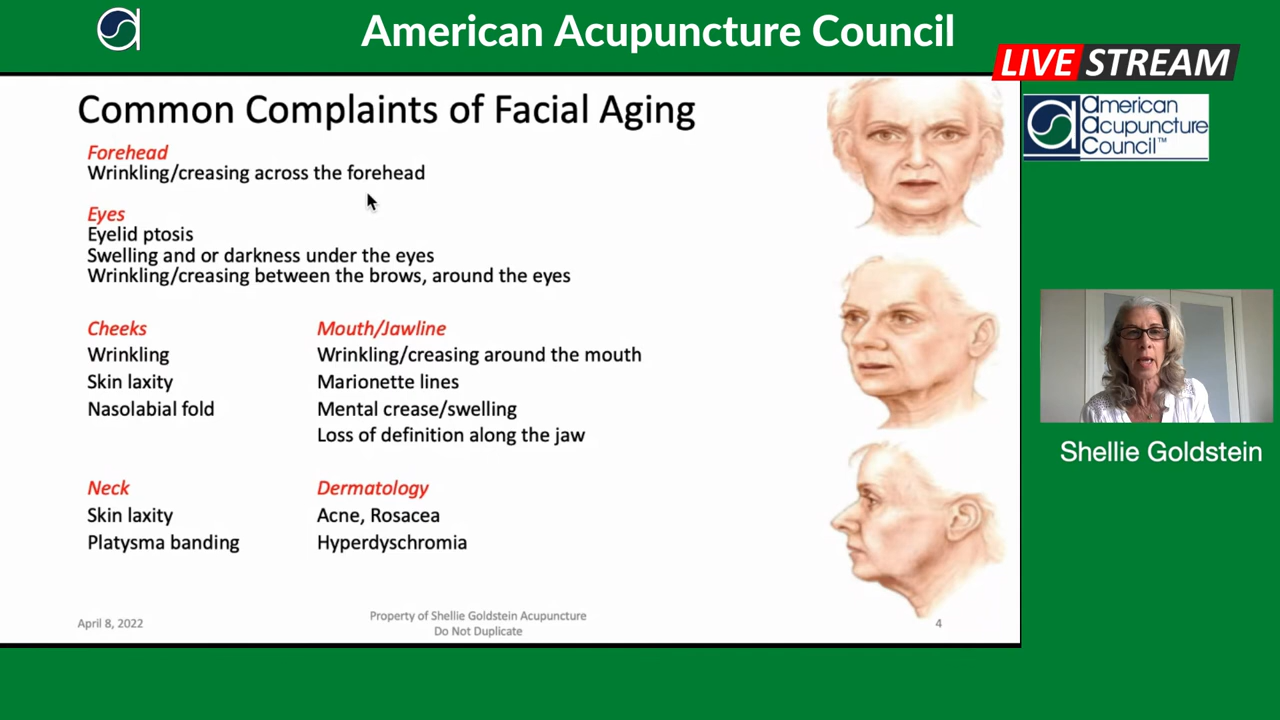 American Acupuncture Council
LIVE STREAM
american
acupuncture
council™
Common Complaints of Facial Aging
Forehead
Wrinkling/creasing across the forehead
Eyes
Eyelid ptosis
Swelling and or darkness under the eyes
Wrinkling/creasing between the brows, around the eyes
Cheeks
Wrinkling
Skin laxity
Nasolabial fold
Mouth/Jawline
Wrinkling/creasing around the mouth
Marionette lines
Mental crease/swelling
Loss of definition along the jaw
Neck
Skin laxity
Platysma banding
Dermatology
Acne, Rosacea
Hyperdyschromia
April 8, 2022
Property of Shellie Goldstein Acupuncture
Do Not Duplicate
4
Shellie Goldstein